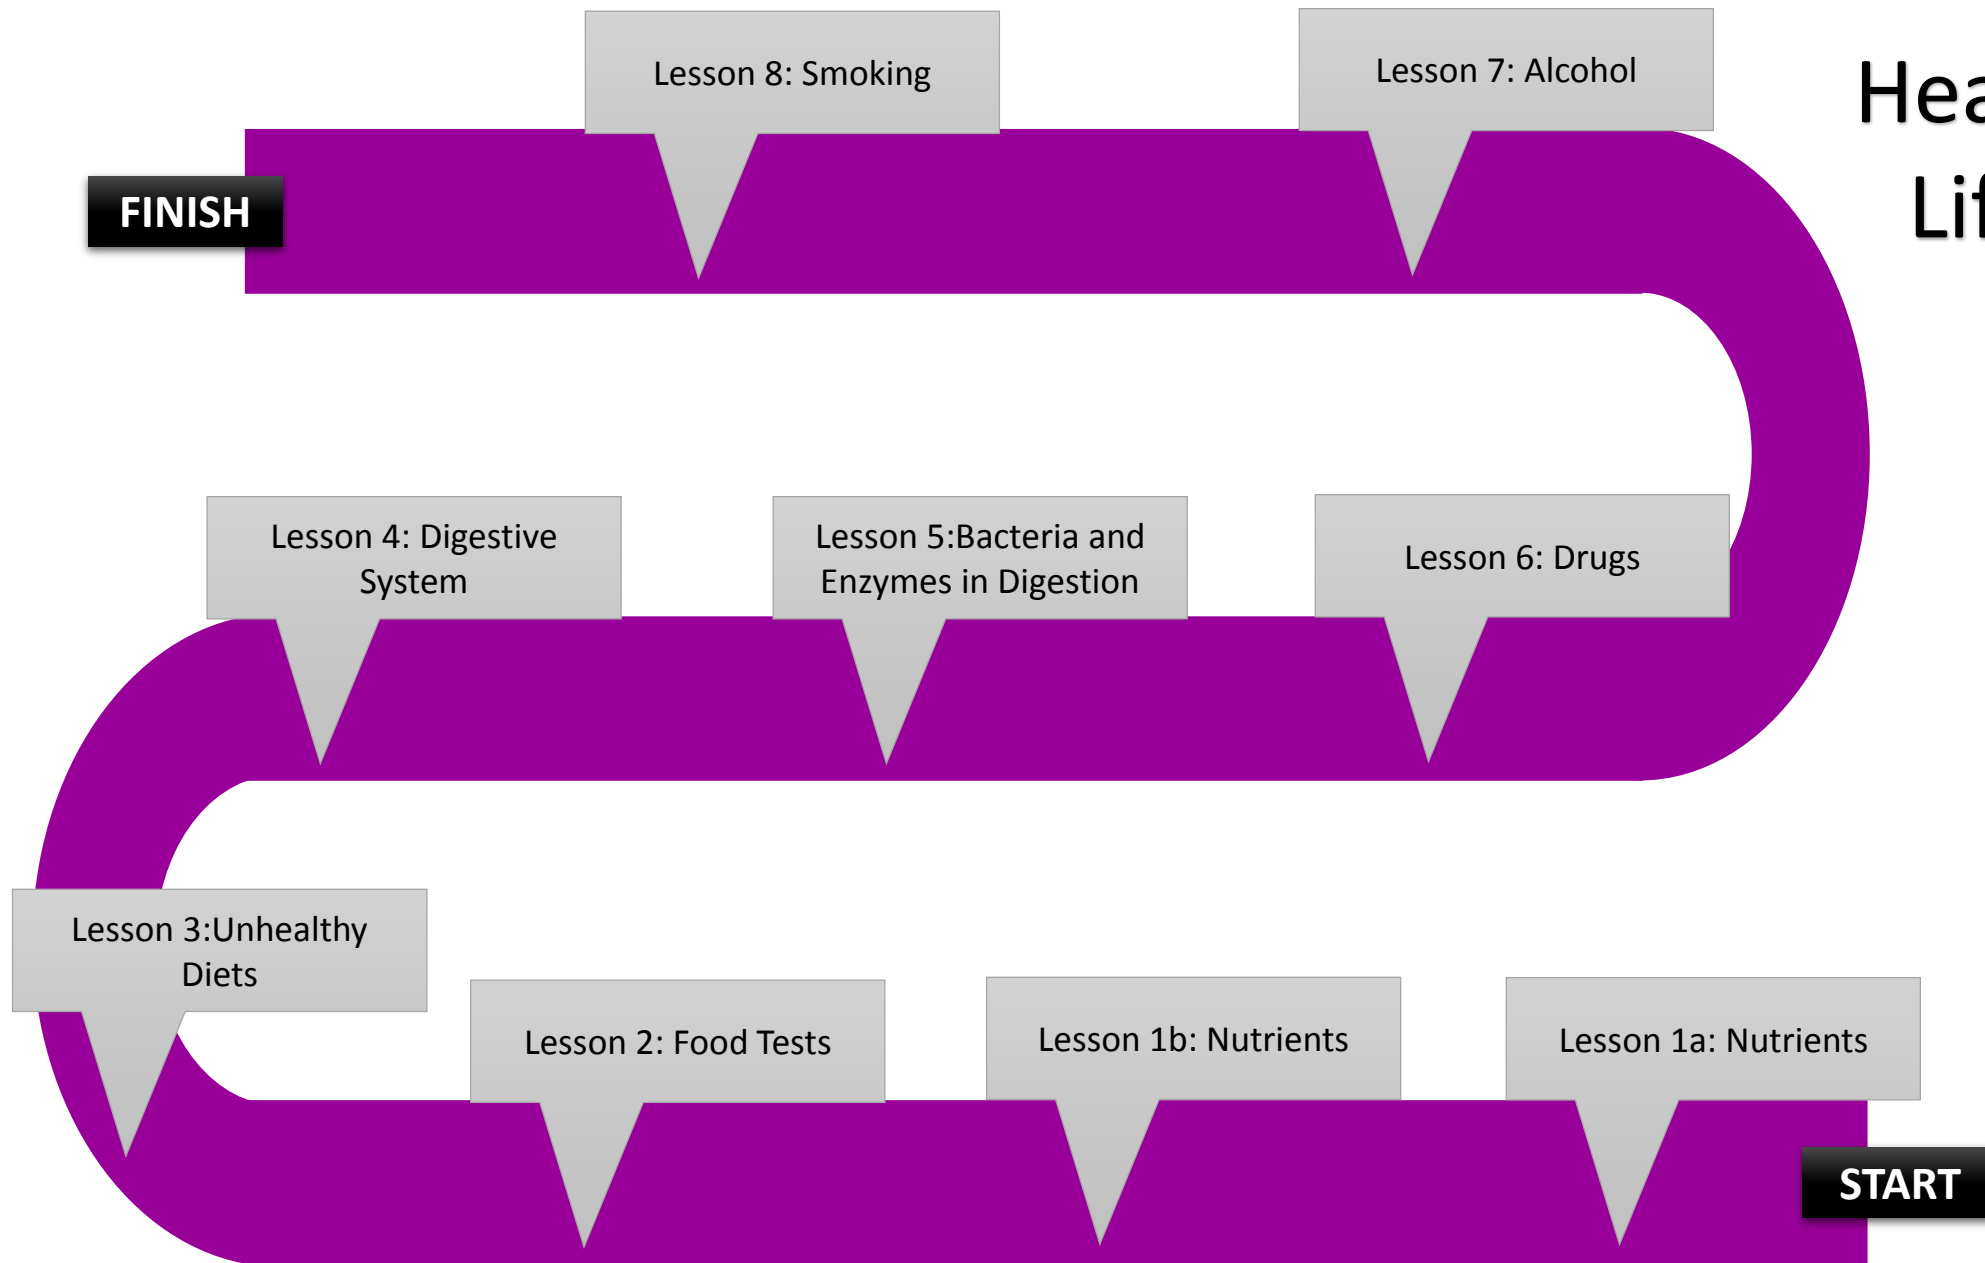 Lesson 8: Smoking
Lesson 7: Alcohol
FINISH
Lesson 4: Digestive
System
Lesson 5:Bacteria and
Enzymes in Digestion
Lesson 6: Drugs
Lesson 3:Unhealthy
Diets
Lesson 2: Food Tests
Lesson 1b: Nutrients
Lesson 1a: Nutrients
START